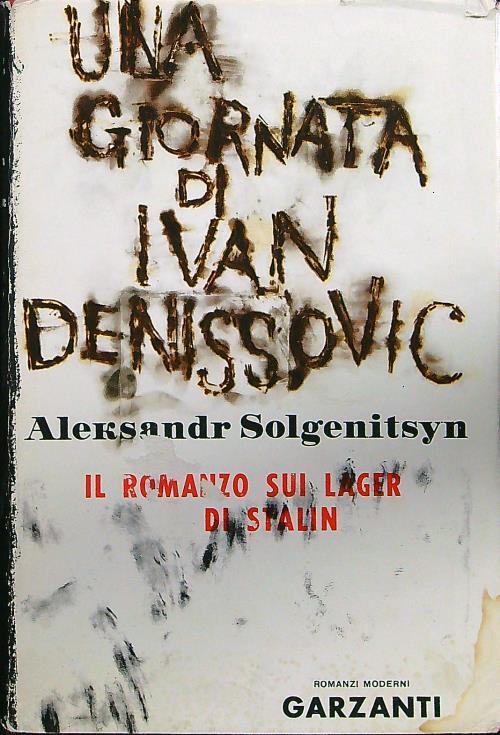 UNA
GIORNATA
DI
IVAN
DENISSOVIC
Aleksandr Solgenitsyn
IL ROMANZO SUI LAGER
DI STALIN
ROMANZI MODERNI
GARZANTI